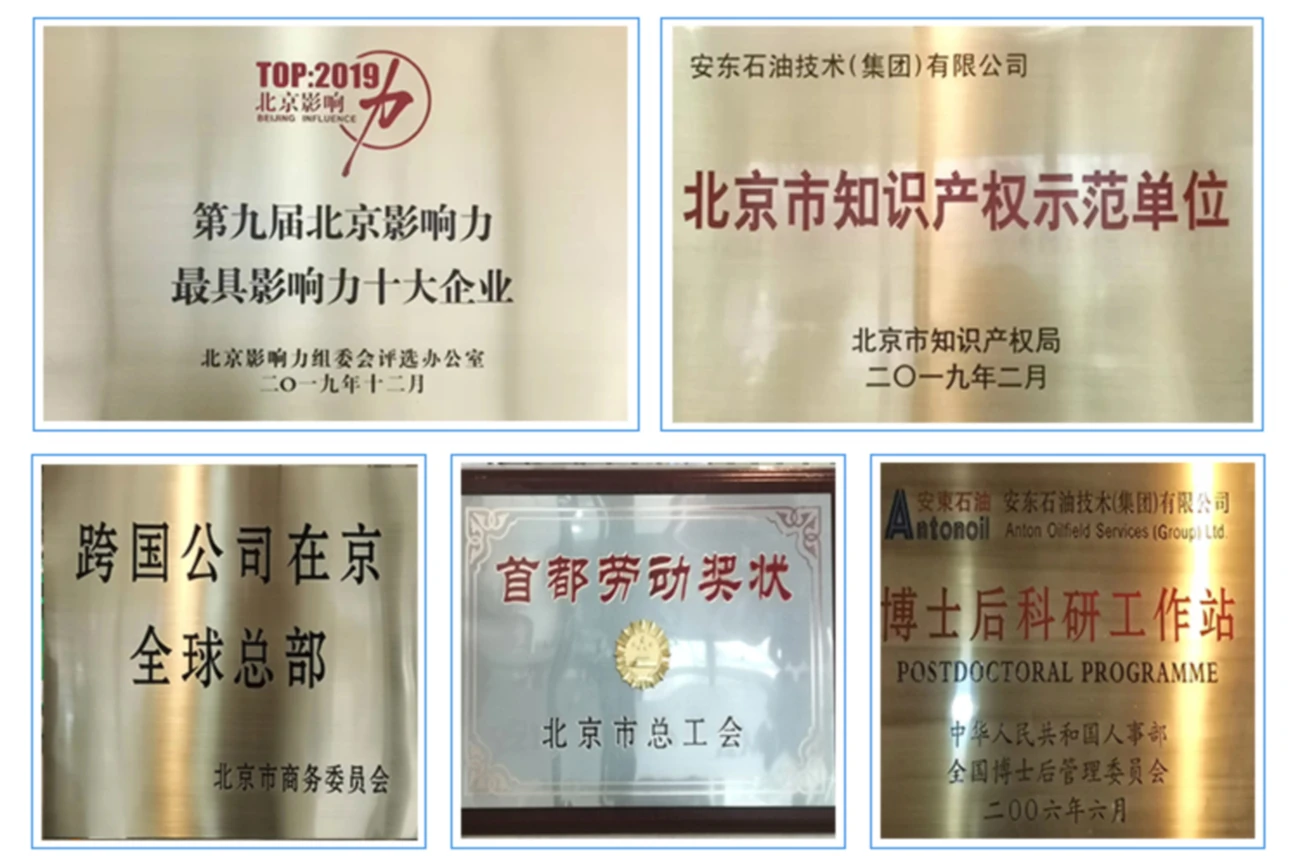 TOP:2019
北京影响力
BEIJING INFLUENCE
第九届北京影响力
最具影响力十大企业
北京影响力组委会评选办公室
二〇一九年十二月
安东石油技术(集团)有限公司
北京市知识产权示范单位
北京市知识产权局
二〇一九年二月
跨国公司在京
全球总部
北京市商务委员会
首都劳动奖状
北京市总工会
安東石油 安东石油技术(集团)有限公司
Antonoil Anton Oilfield Services (Group) Ltd.
博士后科研工作站
POSTDOCTORAL PROGRAMME
中华人民共和国人事部
全国博士后管理委员会
二〇〇六年六月